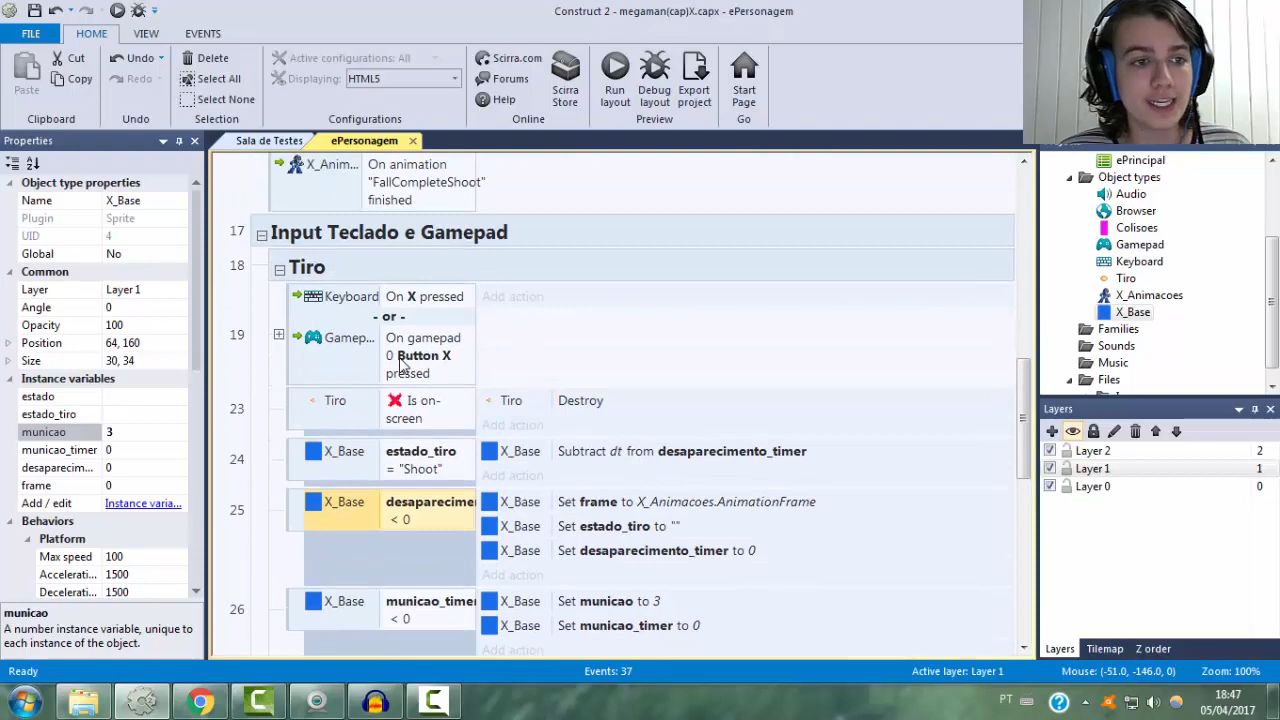 Construct 2 - megaman(cap)X.capx - ePersonagem
FILE
HOME
VIEW
EVENTS
Paste
Cut
Copy
Clipboard
Undo
Redo
Undo
Delete
Select All
Select None
Selection
Active configurations: All
Displaying:
HTML5
Configurations
Scirra.com
Forums
Help
Scirra Store
Online
Run layout
Debug layout
Export project
Preview
Start Page
Go
Properties
Object type properties
Name X_Base
Plugin Sprite
UID 4
Global No
Common
Layer Layer 1
Angle 0
Opacity 100
Position 64, 160
Size 30, 34
Instance variables
estado
estado_tiro
municao 3
municao_timer 0
desaparecim... 0
frame 0
Add / edit Instance varia...
Behaviors
Platform
Max speed 100
Accelerati... 1500
Decelerati... 1500
municao
A number instance variable, unique to each instance of the object.
Sala de Testes
ePersonagem
X_Anim... On animation
"FallCompleteShoot"
finished
17 Input Teclado e Gamepad
18 Tiro
Keyboard On X pressed Add action
- or -
19 Gamep... On gamepad
0 Button X
pressed
23 Tiro Is on-
screen
Tiro Destroy
Add action
24 X_Base estado_tiro
= "Shoot"
X_Base Subtract dt from desaparecimento_timer
Add action
25 X_Base desaparecime
< 0
X_Base Set frame to X_Animacoes.AnimationFrame
X_Base Set estado_tiro to ""
X_Base Set desaparecimento_timer to 0
Add action
26 X_Base municao_timer
< 0
X_Base Set municao to 3
X_Base Set municao_timer to 0
Add action
ePrincipal
Object types
Audio
Browser
Colisoes
Gamepad
Keyboard
Tiro
X_Animacoes
X_Base
Families
Sounds
Music
Files
Layers
Layer 2 2
Layer 1 1
Layer 0 0
Layers
Tilemap
Z order
Ready
Events: 37
Active layer: Layer 1
Mouse: (-51.0, -146.0, 0)
Zoom: 100%
PT
18:47
05/04/2017